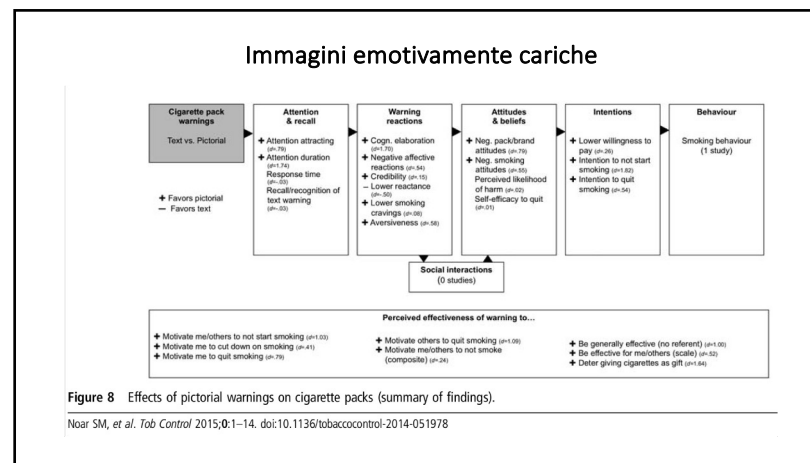 Immagini emotivamente cariche
Cigarette pack
warnings
Text vs. Pictorial
+ Favors pictorial
− Favors text
Attention
& recall
+ Attention attracting
(d=.79)
+ Attention duration
(d=1.74)
Response time
(d=-.03)
Recall/recognition of
text warning
(d=-.03)
Warning
reactions
+ Cogn. elaboration
(d=1.70)
+ Negative affective
reactions (d=.54)
+ Credibility (d=.15)
− Lower reactance
(d=-.50)
+ Lower smoking
cravings (d=.08)
+ Aversiveness (d=.58)
Attitudes
& beliefs
+ Neg. pack/brand
attitudes (d=.79)
+ Neg. smoking
attitudes (d=.55)
Perceived likelihood
of harm (d=.02)
Self-efficacy to quit
(d=.01)
Intentions
+ Lower willingness to
pay (d=.26)
+ Intention to not start
smoking (d=1.62)
+ Intention to quit
smoking (d=.54)
Behaviour
Smoking behaviour
(1 study)
Social interactions
(0 studies)
Perceived effectiveness of warning to…
+ Motivate me/others to not start smoking (d=1.03)
+ Motivate me to cut down on smoking (d=.41)
+ Motivate me to quit smoking (d=.79)
+ Motivate others to quit smoking (d=1.09)
+ Motivate me/others to not smoke
(composite) (d=.24)
+ Be generally effective (no referent) (d=1.00)
+ Be effective for me/others (scale) (d=.52)
+ Deter giving cigarettes as gift (d=1.64)
Figure 8 Effects of pictorial warnings on cigarette packs (summary of findings).
Noar SM, et al. Tob Control 2015;0:1–14. doi:10.1136/tobaccocontrol-2014-051978